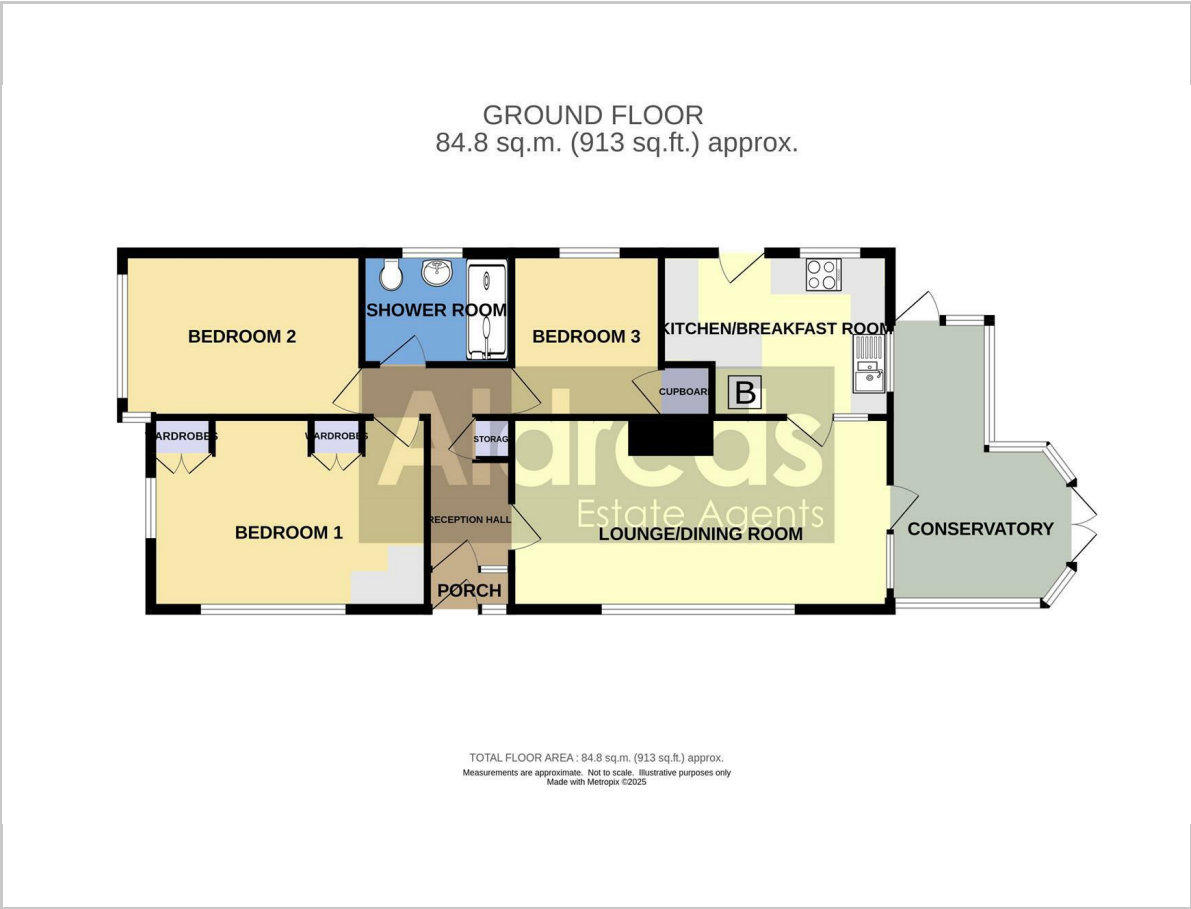 GROUND FLOOR
84.8 sq.m. (913 sq.ft.) approx.
BEDROOM 2
SHOWER ROOM
BEDROOM 3
KITCHEN/BREAKFAST ROOM
CUPBOARD
B
WARDROBES
WARDROBES
STORAG
Aldreds
Estate Agents
BEDROOM 1
RECEPTION HALL
LOUNGE/DINING ROOM
CONSERVATORY
PORCH
TOTAL FLOOR AREA : 84.8 sq.m. (913 sq.ft.) approx.
Measurements are approximate. Not to scale. Illustrative purposes only
Made with Metropix ©2025